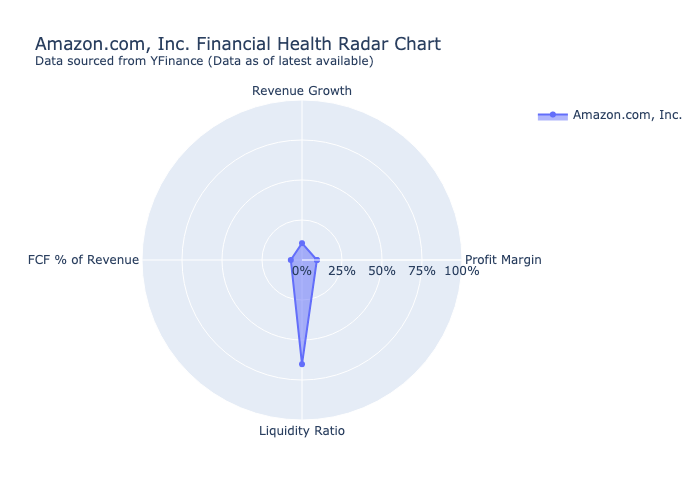 Amazon.com, Inc. Financial Health Radar Chart
Data sourced from YFinance (Data as of latest available)
Revenue Growth
Amazon.com, Inc.
FCF % of Revenue
Profit Margin
0%
25%
50%
75%
100%
Liquidity Ratio